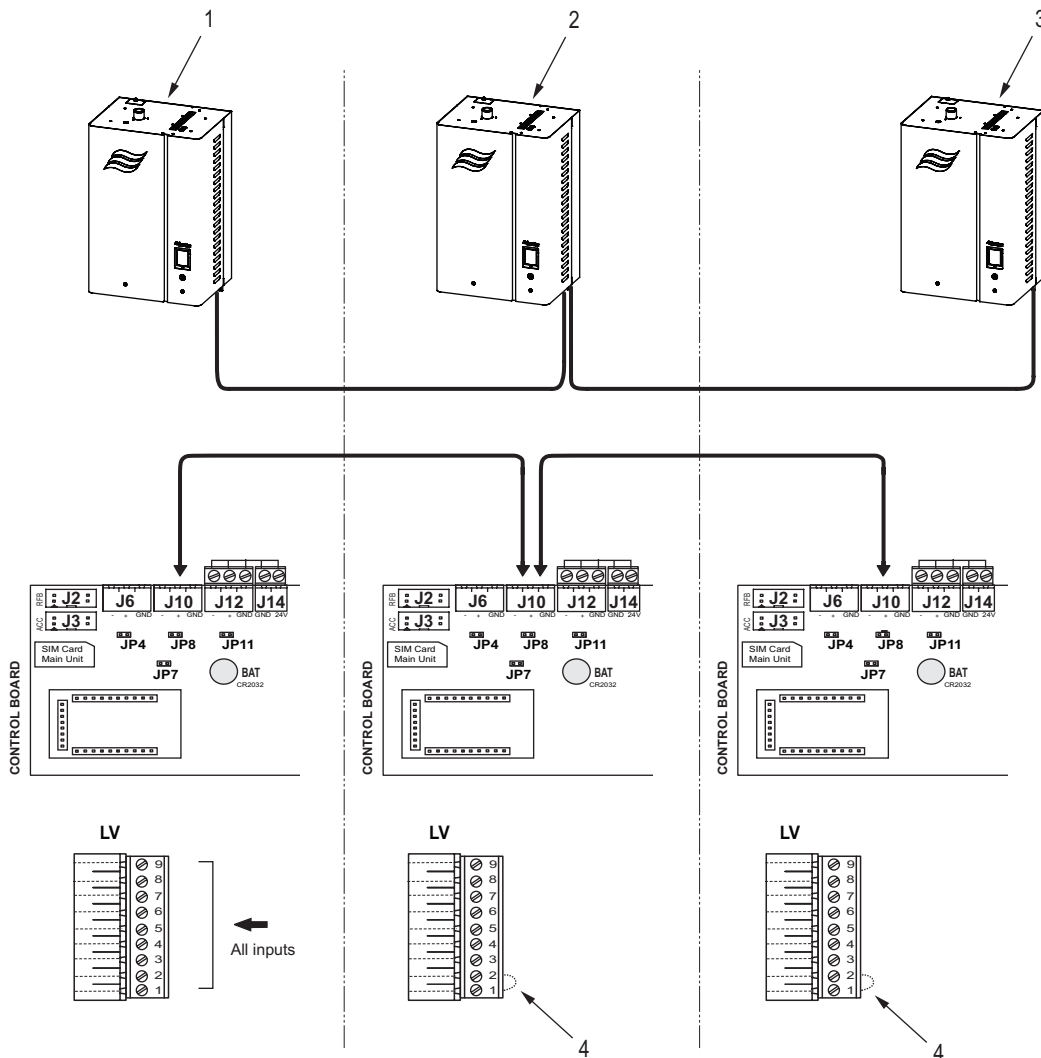 1
2
3
RFB
J2
J6
J10
J12
J14
- + GND
- + GND
- + GND
GND 24V
ACC
J3
JP4
JP8
JP11
SIM Card
Main Unit
JP7
BAT
CR2032
CONTROL BOARD
RFB
J2
J6
J10
J12
J14
- + GND
- + GND
- + GND
GND 24V
ACC
J3
JP4
JP8
JP11
SIM Card
Main Unit
JP7
BAT
CR2032
CONTROL BOARD
RFB
J2
J6
J10
J12
J14
- + GND
- + GND
- + GND
GND 24V
ACC
J3
JP4
JP8
JP11
SIM Card
Main Unit
JP7
BAT
CR2032
CONTROL BOARD
LV
9
8
7
6
5
4
3
2
1
All inputs
LV
9
8
7
6
5
4
3
2
1
4
LV
9
8
7
6
5
4
3
2
1
4